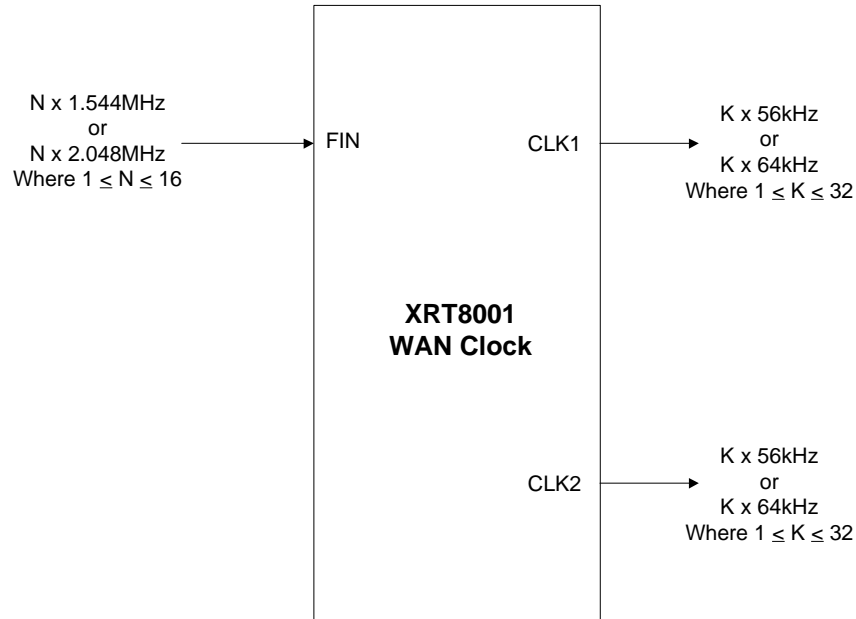 N x 1.544MHz
or
N x 2.048MHz
Where 1 ≤ N ≤ 16
FIN
CLK1
K x 56kHz
or
K x 64kHz
Where 1 ≤ K ≤ 32
XRT8001
WAN Clock
CLK2
K x 56kHz
or
K x 64kHz
Where 1 ≤ K ≤ 32